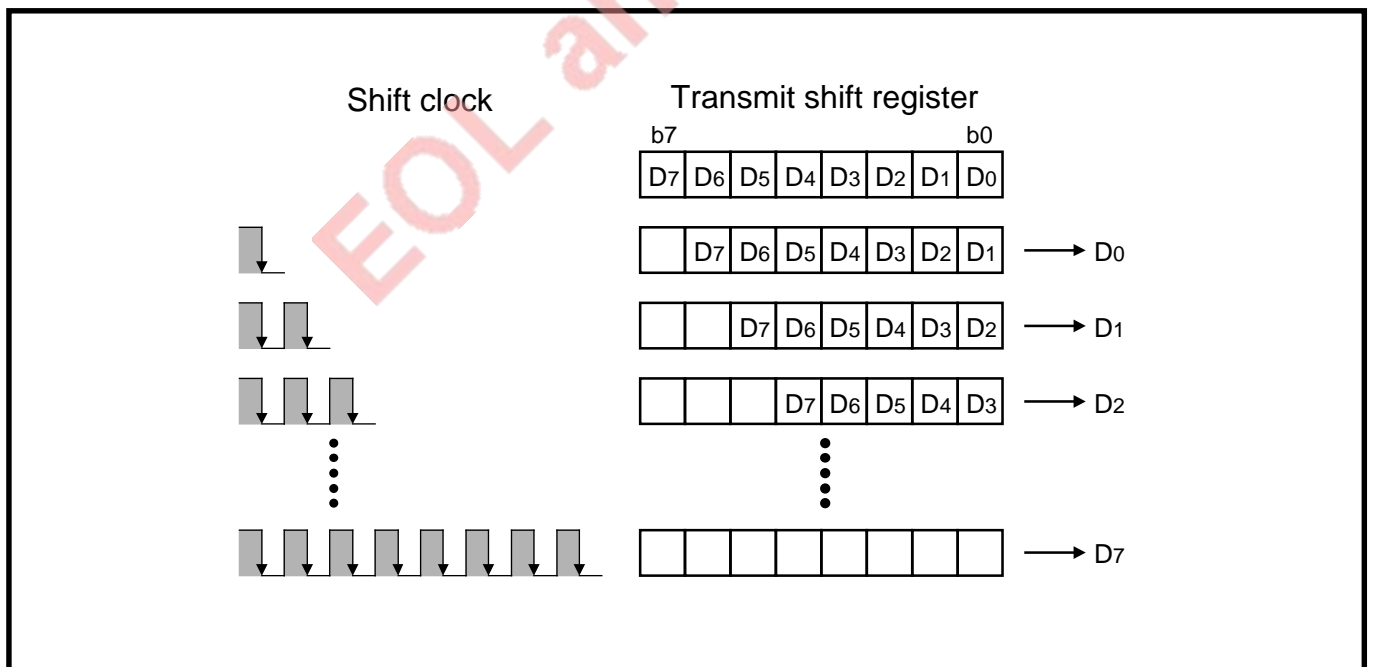 EOL an
Shift clock
Transmit shift register
b7 b0
D7 D6 D5 D4 D3 D2 D1 D0
D7 D6 D5 D4 D3 D2 D1 D0
D7 D6 D5 D4 D3 D2 D1
D7 D6 D5 D4 D3 D2
D7